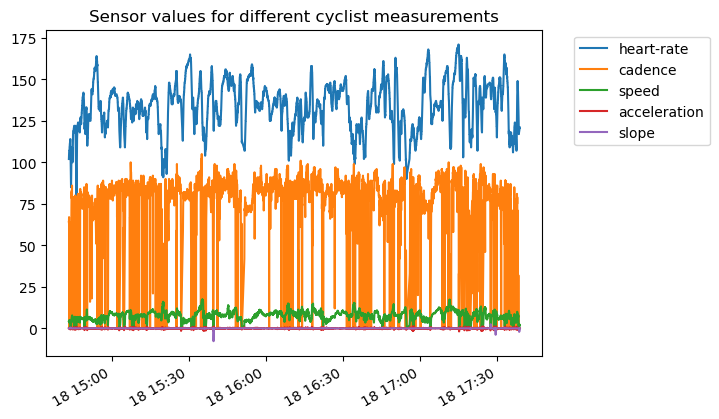 Sensor values for different cyclist measurements
175
150
125
100
75
50
25
0
18 15:00
18 15:30
18 16:00
18 16:30
18 17:00
18 17:30
heart-rate
cadence
speed
acceleration
slope